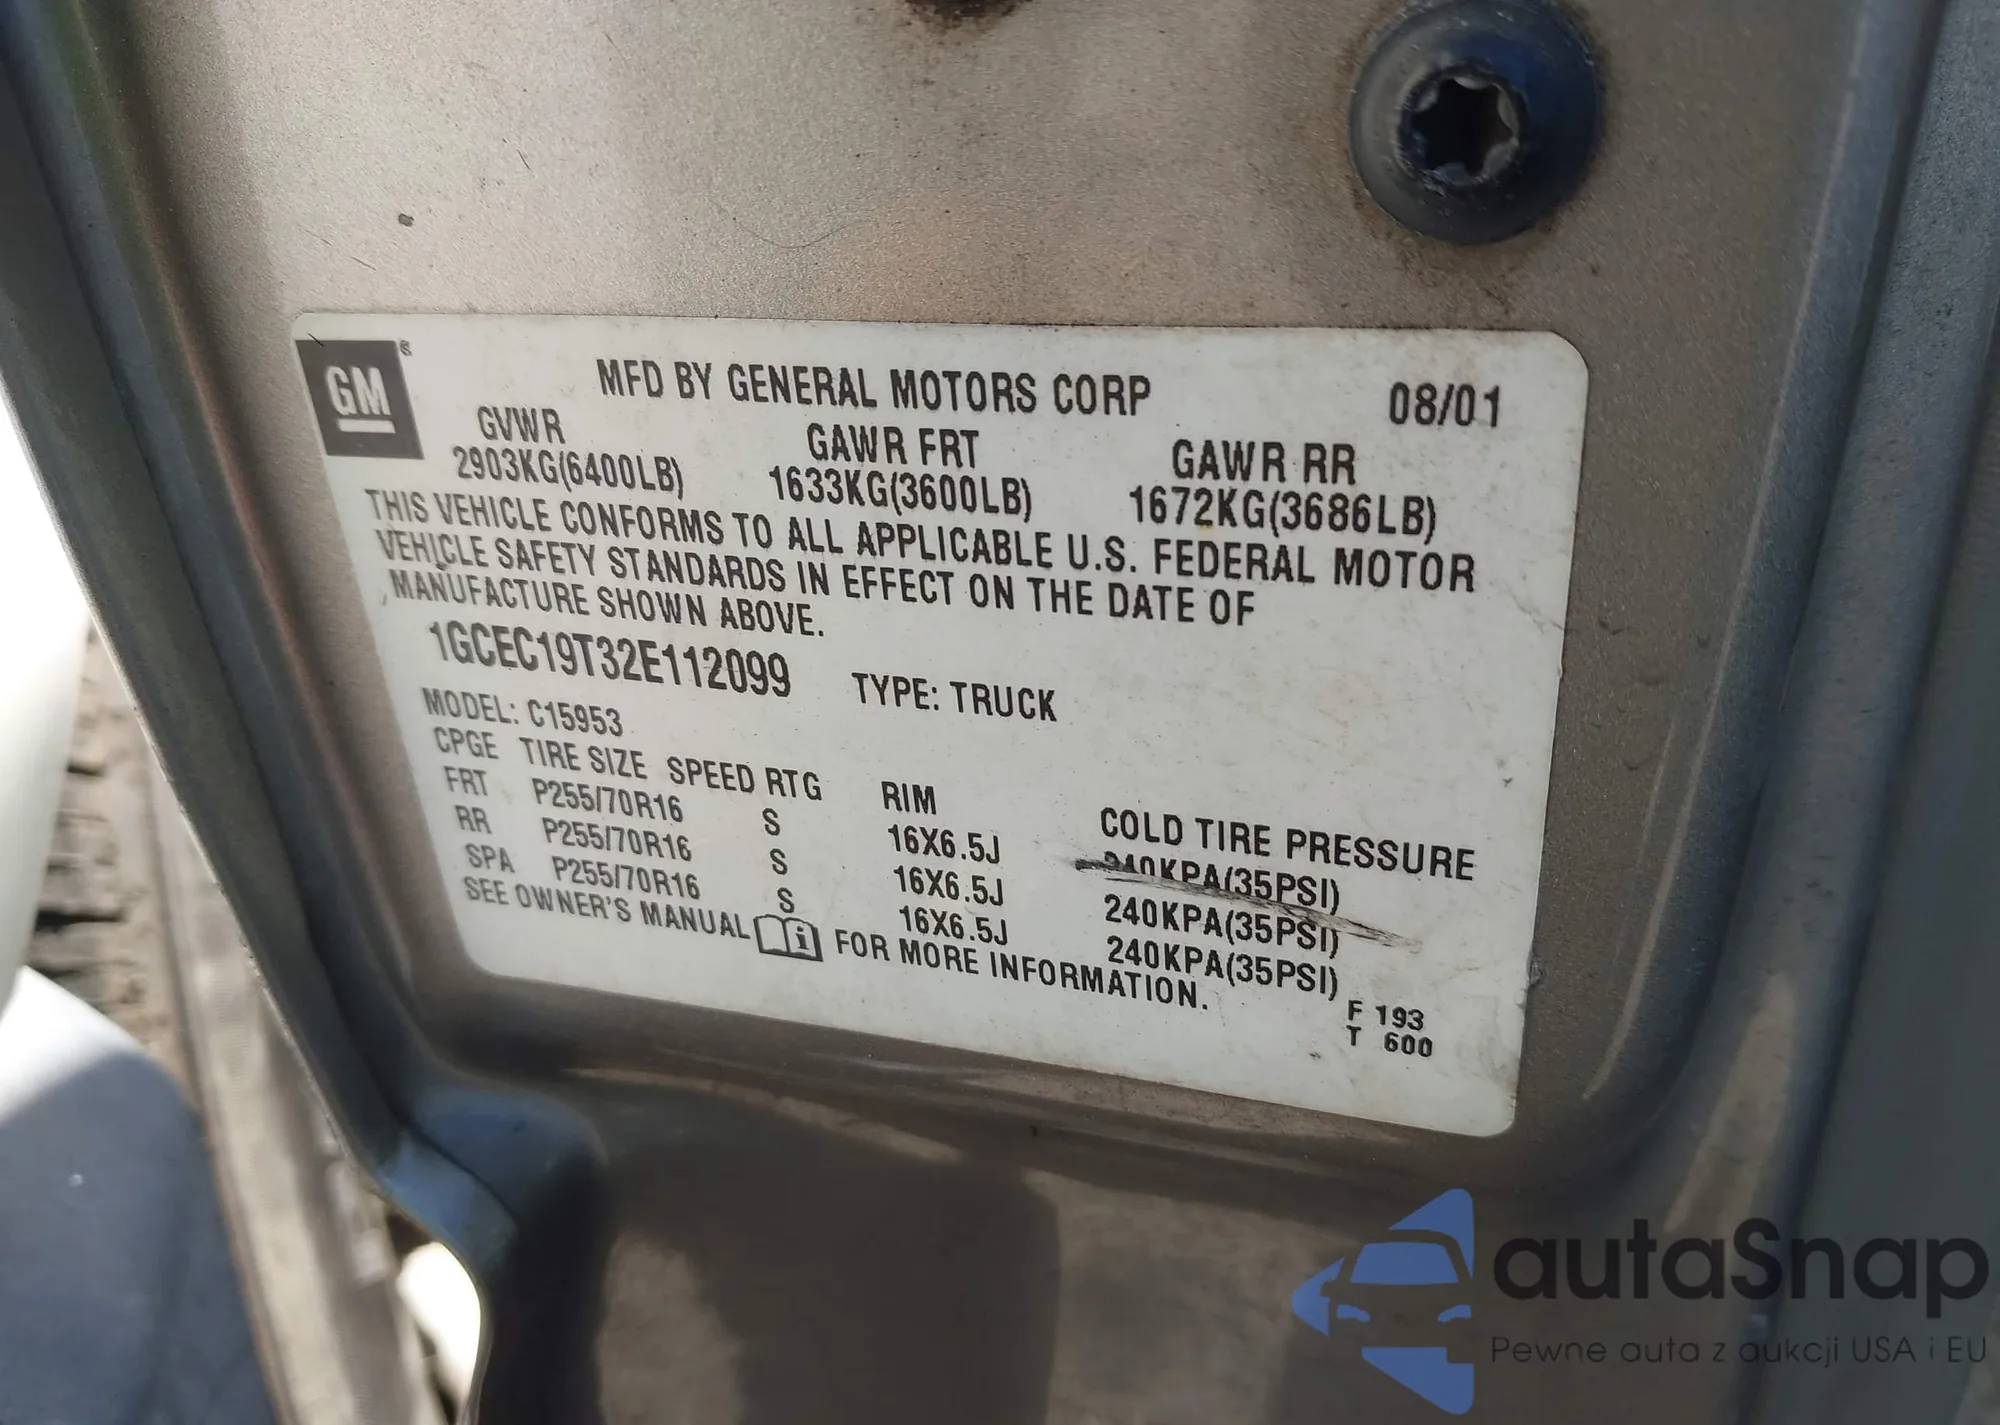 GM ®
MFD BY GENERAL MOTORS CORP 08/01
GVWR GAWR FRT GAWR RR
2903KG(6400LB) 1633KG(3600LB) 1672KG(3686LB)
THIS VEHICLE CONFORMS TO ALL APPLICABLE U.S. FEDERAL MOTOR
VEHICLE SAFETY STANDARDS IN EFFECT ON THE DATE OF
MANUFACTURE SHOWN ABOVE.
1GCEC19T32E112099 TYPE: TRUCK
MODEL: C15953
CPGE TIRE SIZE SPEED RTG RIM COLD TIRE PRESSURE
FRT P255/70R16 S 16X6.5J 240KPA(35PSI)
RR P255/70R16 S 16X6.5J 240KPA(35PSI)
SPA P255/70R16 S 16X6.5J 240KPA(35PSI)
SEE OWNER'S MANUAL i FOR MORE INFORMATION.
F 193
T 600
autaSnap
Pewne auta z aukcji USA i EU